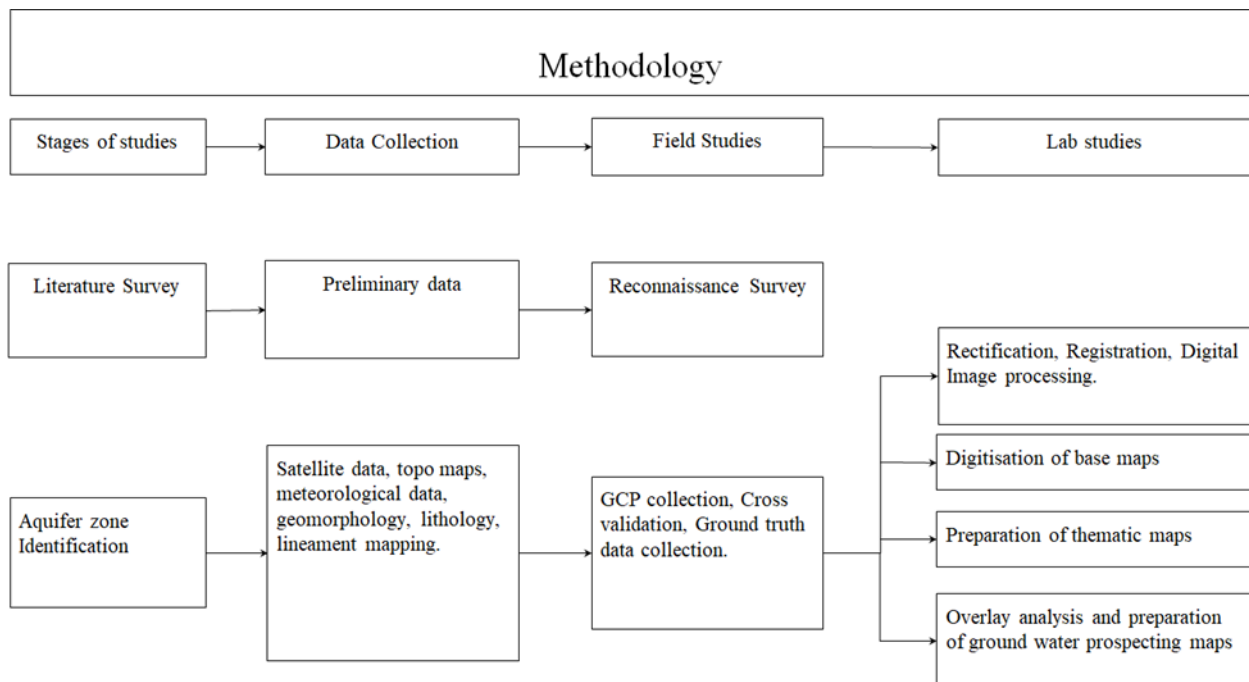 Methodology
Stages of studies
Data Collection
Field Studies
Lab studies
Literature Survey
Preliminary data
Reconnaissance Survey
Aquifer zone
Identification
Satellite data, topo maps,
meteorological data,
geomorphology, lithology,
lineament mapping.
GCP collection, Cross
validation, Ground truth
data collection.
Rectification, Registration, Digital
Image processing.
Digitisation of base maps
Preparation of thematic maps
Overlay analysis and preparation
of ground water prospecting maps